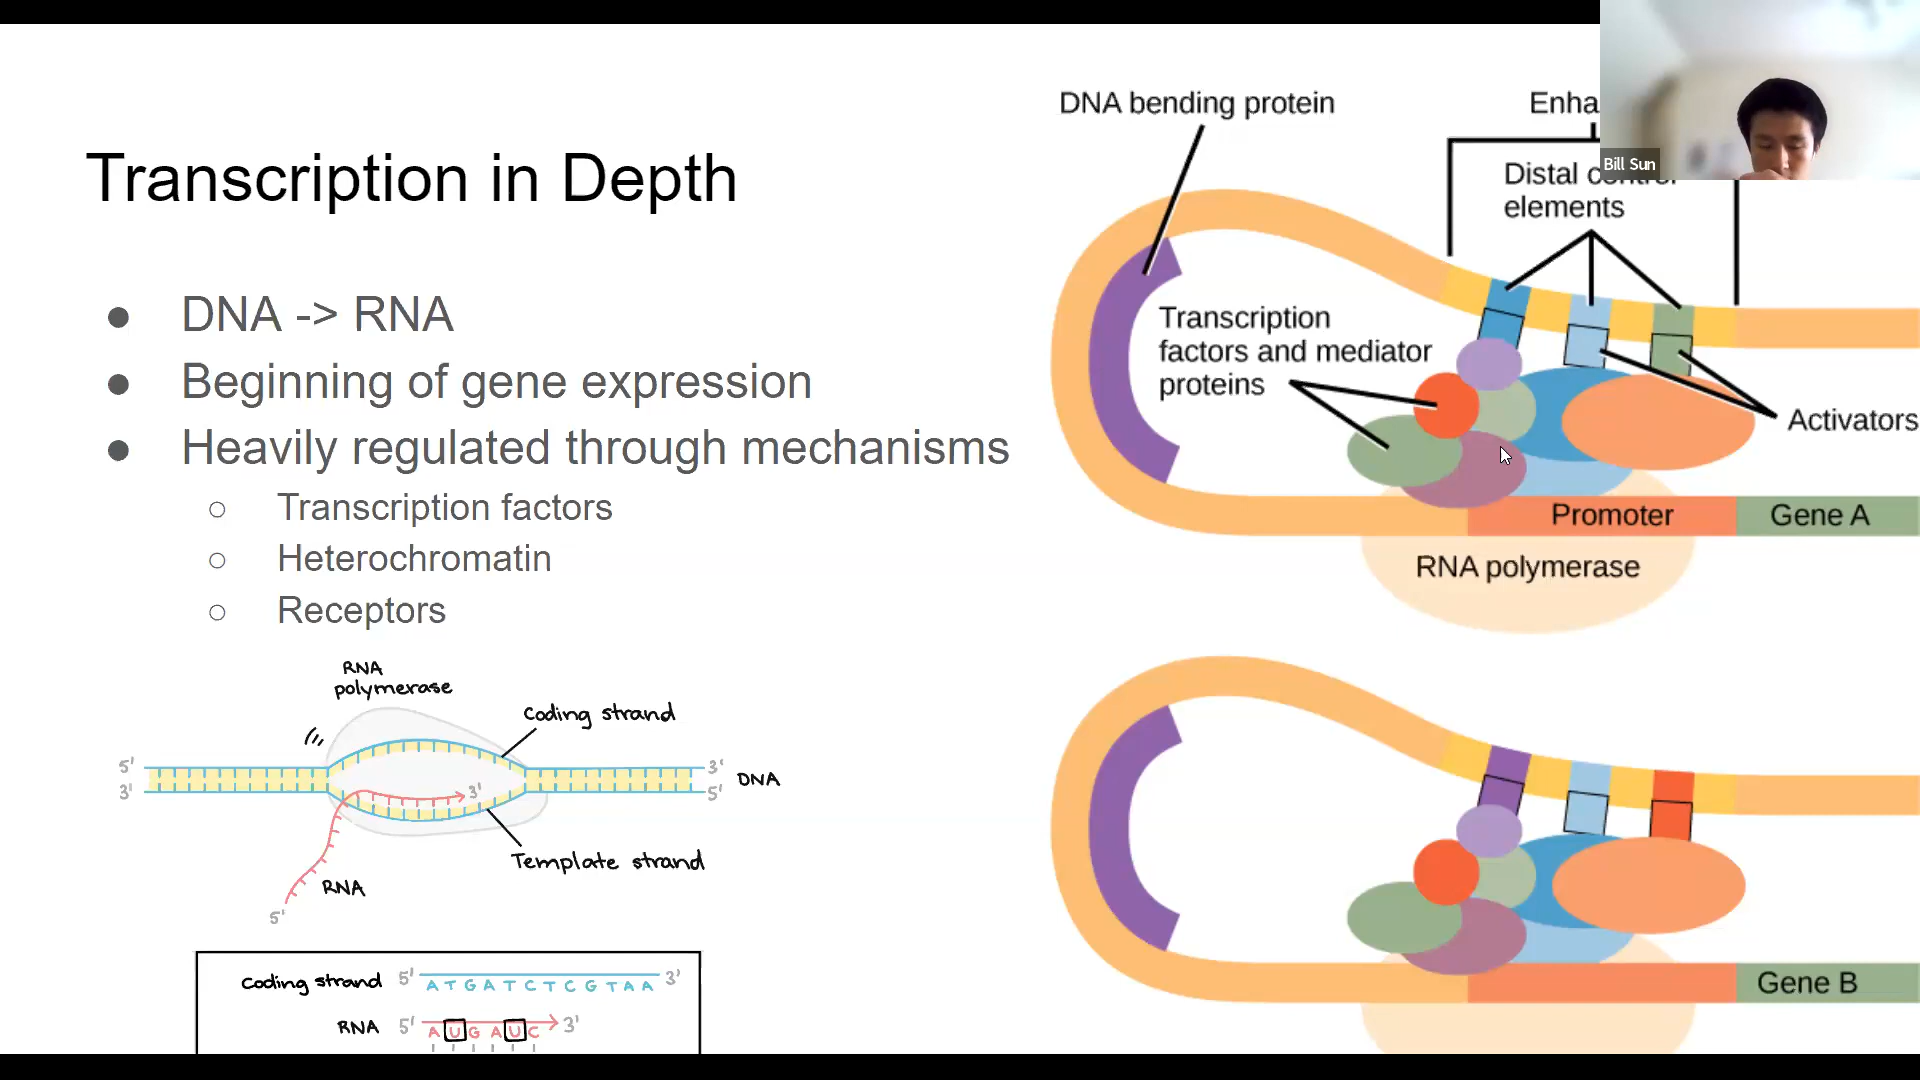 Transcription in Depth
● DNA -> RNA
● Beginning of gene expression
● Heavily regulated through mechanisms
○ Transcription factors
○ Heterochromatin
○ Receptors
RNA
polymerase
Coding strand
5' 3'
3' 5'
DNA
3'
Template strand
RNA
5'
Coding strand 5' ATGATCTCGTAA 3'
RNA 5' AUGAUC 3'
DNA bending protein
Enha
Bill Sun
Distal control
elements
Transcription
factors and mediator
proteins
Activators
Promoter Gene A
RNA polymerase
Gene B